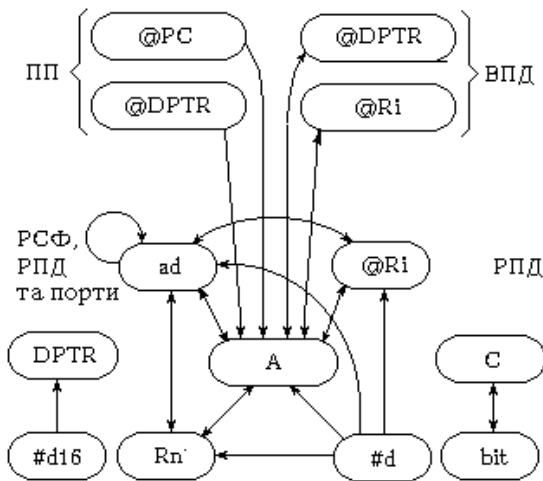 @PC
@DPTR
ПП
ВПД
@DPTR
@Ri
РСФ,
РПД
та порти
ad
@Ri
РПД
DPTR
A
C
#d16
Rn
#d
bit